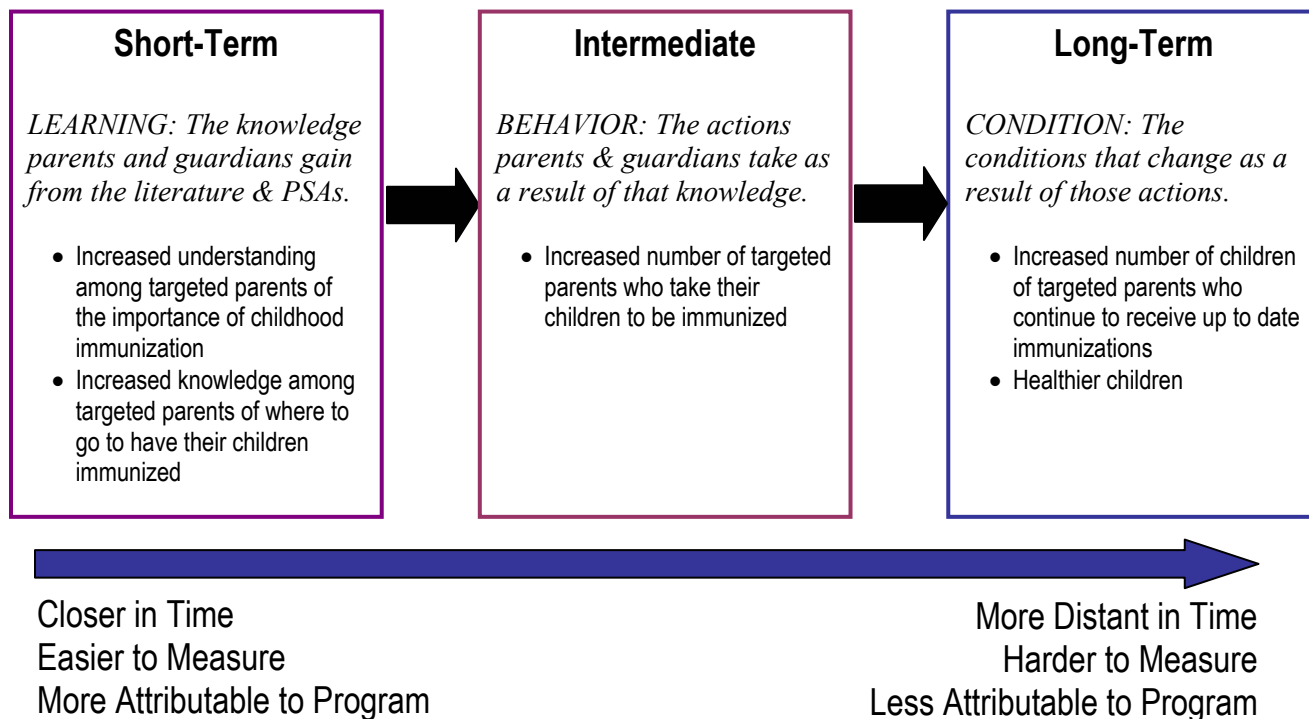 Short-Term
LEARNING: The knowledge
parents and guardians gain
from the literature & PSAs.
• Increased understanding
among targeted parents of
the importance of childhood
immunization
• Increased knowledge among
targeted parents of where to
go to have their children
immunized
Intermediate
BEHAVIOR: The actions
parents & guardians take as
a result of that knowledge.
• Increased number of targeted
parents who take their
children to be immunized
Long-Term
CONDITION: The
conditions that change as a
result of those actions.
• Increased number of children
of targeted parents who
continue to receive up to date
immunizations
• Healthier children
Closer in Time
Easier to Measure
More Attributable to Program
More Distant in Time
Harder to Measure
Less Attributable to Program